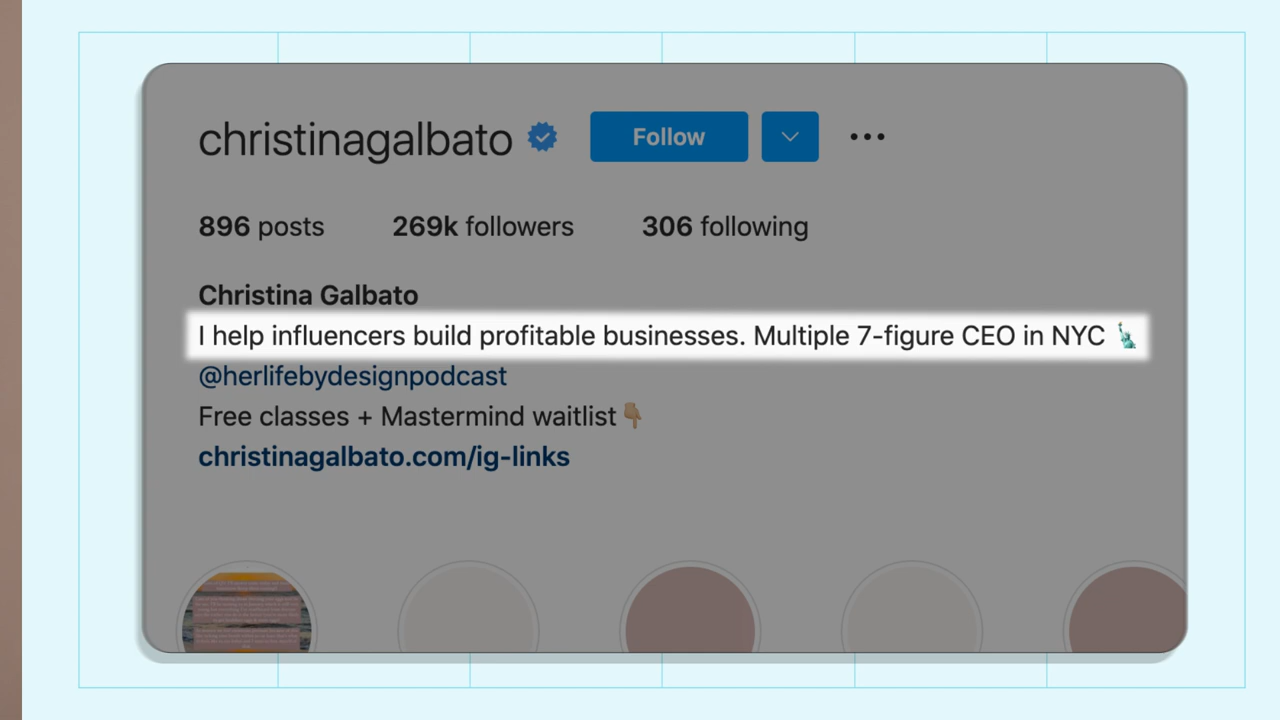 christinagalbato Follow
896 posts 269k followers 306 following
Christina Galbato
I help influencers build profitable businesses. Multiple 7-figure CEO in NYC 🗽
@herlifebydesignpodcast
Free classes + Mastermind waitlist👇🏼
christinagalbato.com/ig-links